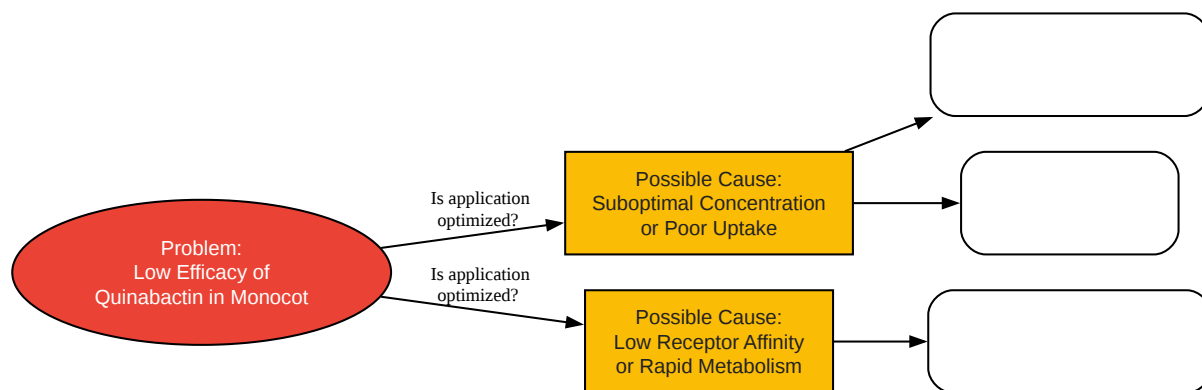 Problem:
Low Efficacy of
Quinabactin in Monocot
Is application
optimized?
Is application
optimized?
Possible Cause:
Suboptimal Concentration
or Poor Uptake
Possible Cause:
Low Receptor Affinity
or Rapid Metabolism